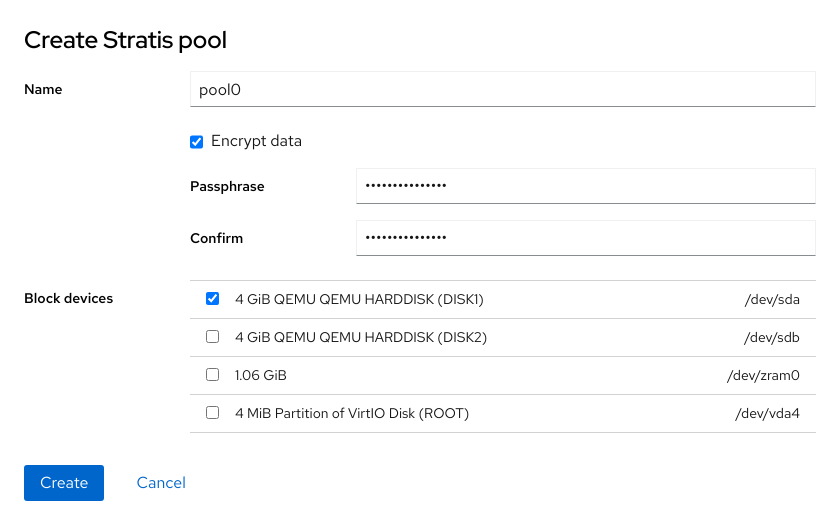 Create Stratis pool
Name
pool0
Encrypt data
Passphrase
•••••••••••••••
Confirm
•••••••••••••••
Block devices
4 GiB QEMU QEMU HARDDISK (DISK1) /dev/sda
4 GiB QEMU QEMU HARDDISK (DISK2) /dev/sdb
1.06 GiB /dev/zram0
4 MiB Partition of VirtIO Disk (ROOT) /dev/vda4
Create Cancel